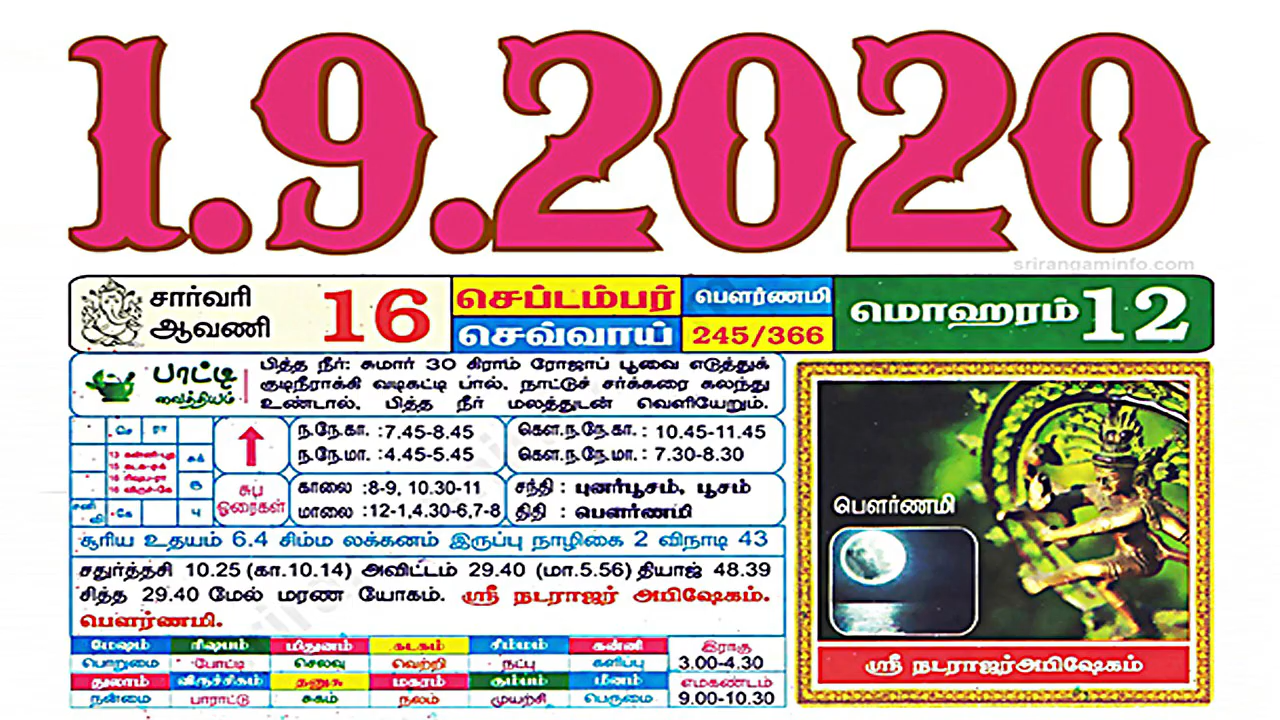 1.9.2020
srirangaminfo.com
சார்வரி
ஆவணி
16
செப்டம்பர்
செவ்வாய்
பௌர்ணமி
245/366
மொஹரம் 12
பாட்டி
வைத்தியம்
பித்த நீர்: சுமார் 30 கிராம் ரோஜாப் பூவை எடுத்துக்
குடிநீராக்கி வடிகட்டி பால், நாட்டுச் சர்க்கரை கலந்து
உண்டால், பித்த நீர் மலத்துடன் வெளியேறும்.
செ ரா
சுக்
சனி
கே
சுப
ஓரைகள்
ந.நே.கா. :7.45-8.45
ந.நே.மா. :4.45-5.45
கௌ.ந.நே.கா. : 10.45-11.45
கௌ.ந.நே.மா. : 7.30-8.30
காலை :8-9, 10.30-11
மாலை :12-1,4.30-6,7-8
சந்தி : புனர்பூசம், பூசம்
திதி : பௌர்ணமி
சூரிய உதயம் 6.4 சிம்ம லக்கனம் இருப்பு நாழிகை 2 விநாடி 43
சதுர்த்தசி 10.25 (கா.10.14) அவிட்டம் 29.40 (மா.5.56) தியாஜ் 48.39
சித்த 29.40 மேல் மரண யோகம். ஸ்ரீ நடராஜர் அபிஷேகம்.
பௌர்ணமி.
மேஷம் ரிஷபம் மிதுனம் கடகம் சிம்மம் கன்னி
பொறுமை போட்டி செலவு வெற்றி நட்பு களிப்பு
துலாம் விருச்சிகம் தனுசு மகரம் கும்பம் மீனம்
நன்மை பாராட்டு சுகம் நலம் முயற்சி பெருமை
இராகு
3.00-4.30
எமகண்டம்
9.00-10.30
பௌர்ணமி
ஸ்ரீ நடராஜர்அபிஷேகம்